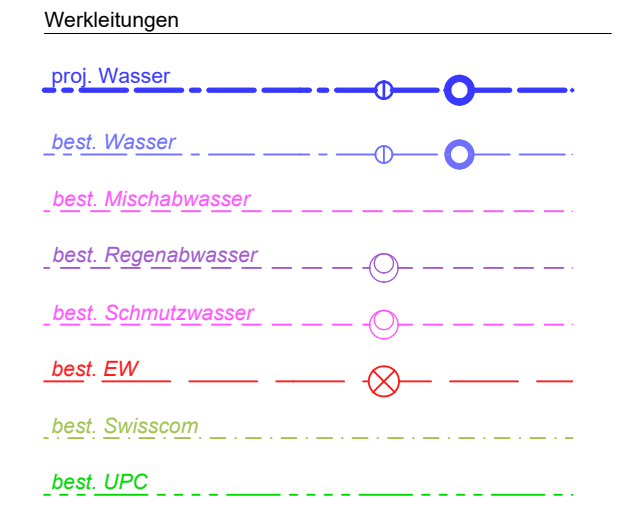 Werkleitungen
proj. Wasser
best. Wasser
best. Mischabwasser
best. Regenabwasser
best. Schmutzwasser
best. EW
best. Swisscom
best. UPC